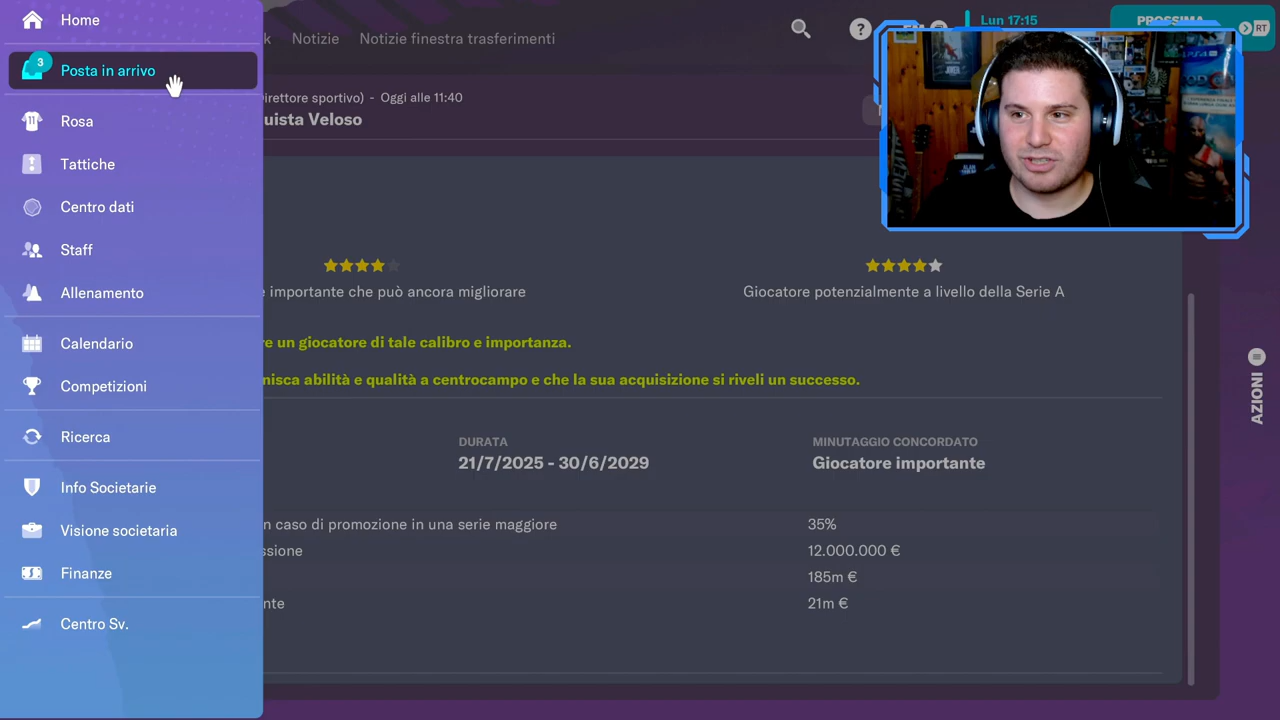 Home
k Notizie Notizie finestra trasferimenti
Lun 17:15
PROSSIMA
RT
3
Posta in arrivo
Direttore sportivo) - Oggi alle 11:40
uista Veloso
Rosa
11
Tattiche
Centro dati
Staff
e importante che può ancora migliorare
Giocatore potenzialmente a livello della Serie A
Allenamento
Calendario
re un giocatore di tale calibro e importanza.
Competizioni
nisca abilità e qualità a centrocampo e che la sua acquisizione si riveli un successo.
AZIONI
Ricerca
DURATA
MINUTAGGIO CONCORDATO
21/7/2025 - 30/6/2029
Giocatore importante
Info Societarie
n caso di promozione in una serie maggiore
35%
Visione societaria
ssione
12.000.000 €
Finanze
185m €
nte
21m €
Centro Sv.